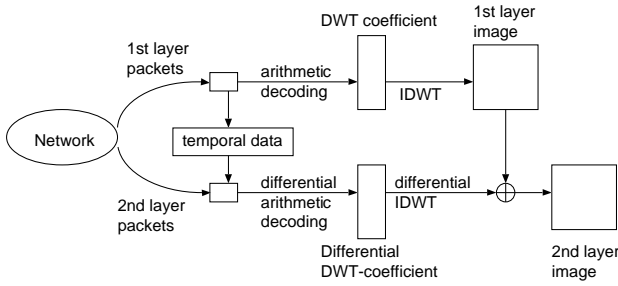 DWT coefficient
1st layer
image
1st layer
packets
arithmetic
decoding
IDWT
Network
temporal data
2nd layer
packets
differential
arithmetic
decoding
differential
IDWT
Differential
DWT-coefficient
2nd layer
image